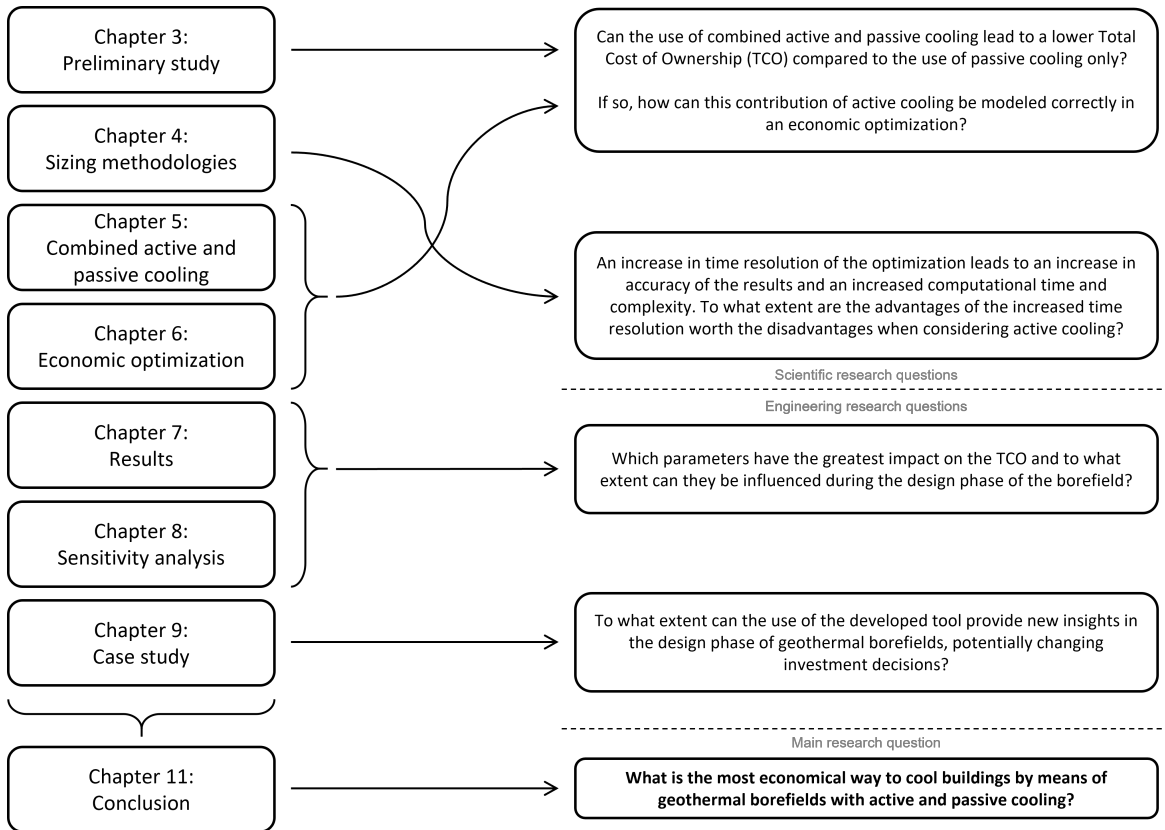 Chapter 3:
Preliminary study
Chapter 4:
Sizing methodologies
Chapter 5:
Combined active and
passive cooling
Chapter 6:
Economic optimization
Chapter 7:
Results
Chapter 8:
Sensitivity analysis
Chapter 9:
Case study
Chapter 11:
Conclusion
Can the use of combined active and passive cooling lead to a lower Total
Cost of Ownership (TCO) compared to the use of passive cooling only?
If so, how can this contribution of active cooling be modeled correctly in
an economic optimization?
An increase in time resolution of the optimization leads to an increase in
accuracy of the results and an increased computational time and
complexity. To what extent are the advantages of the increased time
resolution worth the disadvantages when considering active cooling?
Scientific research questions
Engineering research questions
Which parameters have the greatest impact on the TCO and to what
extent can they be influenced during the design phase of the borefield?
To what extent can the use of the developed tool provide new insights in
the design phase of geothermal borefields, potentially changing
investment decisions?
Main research question
What is the most economical way to cool buildings by means of
geothermal borefields with active and passive cooling?